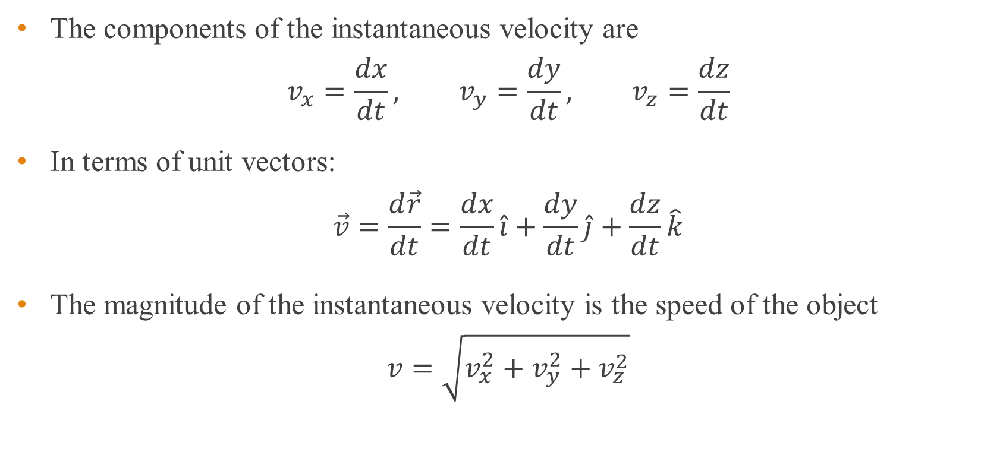 • The components of the instantaneous velocity are
$v_x = \frac{dx}{dt}, \quad v_y = \frac{dy}{dt}, \quad v_z = \frac{dz}{dt}$
• In terms of unit vectors:
$\vec{v} = \frac{d\vec{r}}{dt} = \frac{dx}{dt}\hat{\imath} + \frac{dy}{dt}\hat{\jmath} + \frac{dz}{dt}\hat{k}$
• The magnitude of the instantaneous velocity is the speed of the object
$v = \sqrt{v_x^2 + v_y^2 + v_z^2}$